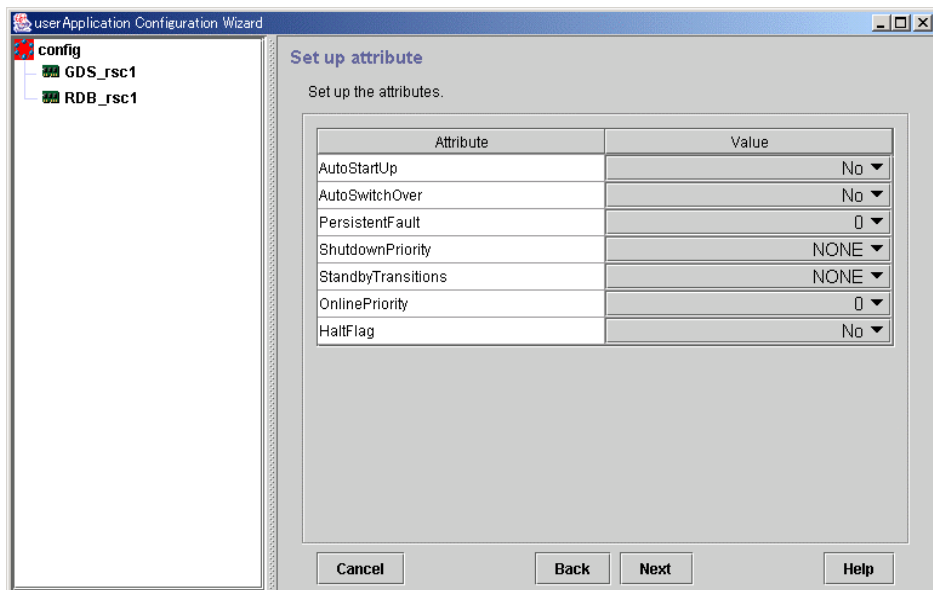 userApplication Configuration Wizard
config
GDS_rsc1
RDB_rsc1
Set up attribute
Set up the attributes.
Attribute Value
AutoStartUp No
AutoSwitchOver No
PersistentFault 0
ShutdownPriority NONE
StandbyTransitions NONE
OnlinePriority 0
HaltFlag No
Cancel Back Next Help